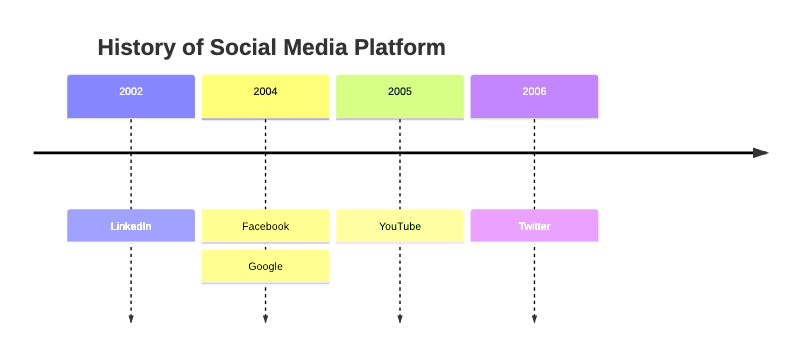 History of Social Media Platform
2002
2004
2005
2006
LinkedIn
Facebook
YouTube
Twitter
Google